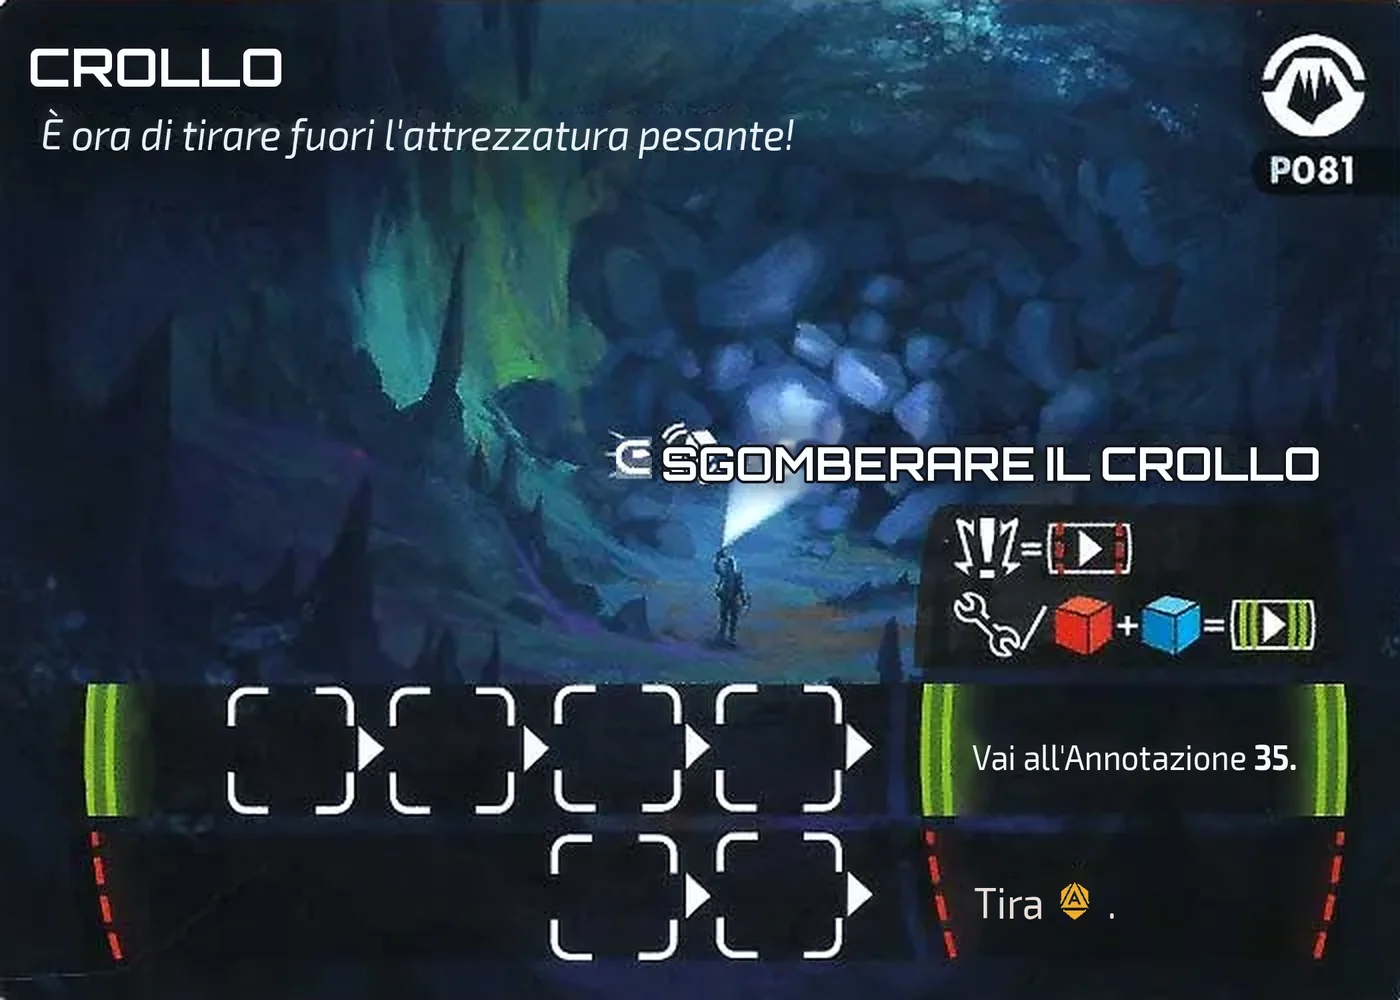 CROLLO
È ora di tirare fuori l'attrezzatura pesante!
P081
SGOMBERARE IL CROLLO
=
/ + =
Vai all'Annotazione 35.
Tira A .